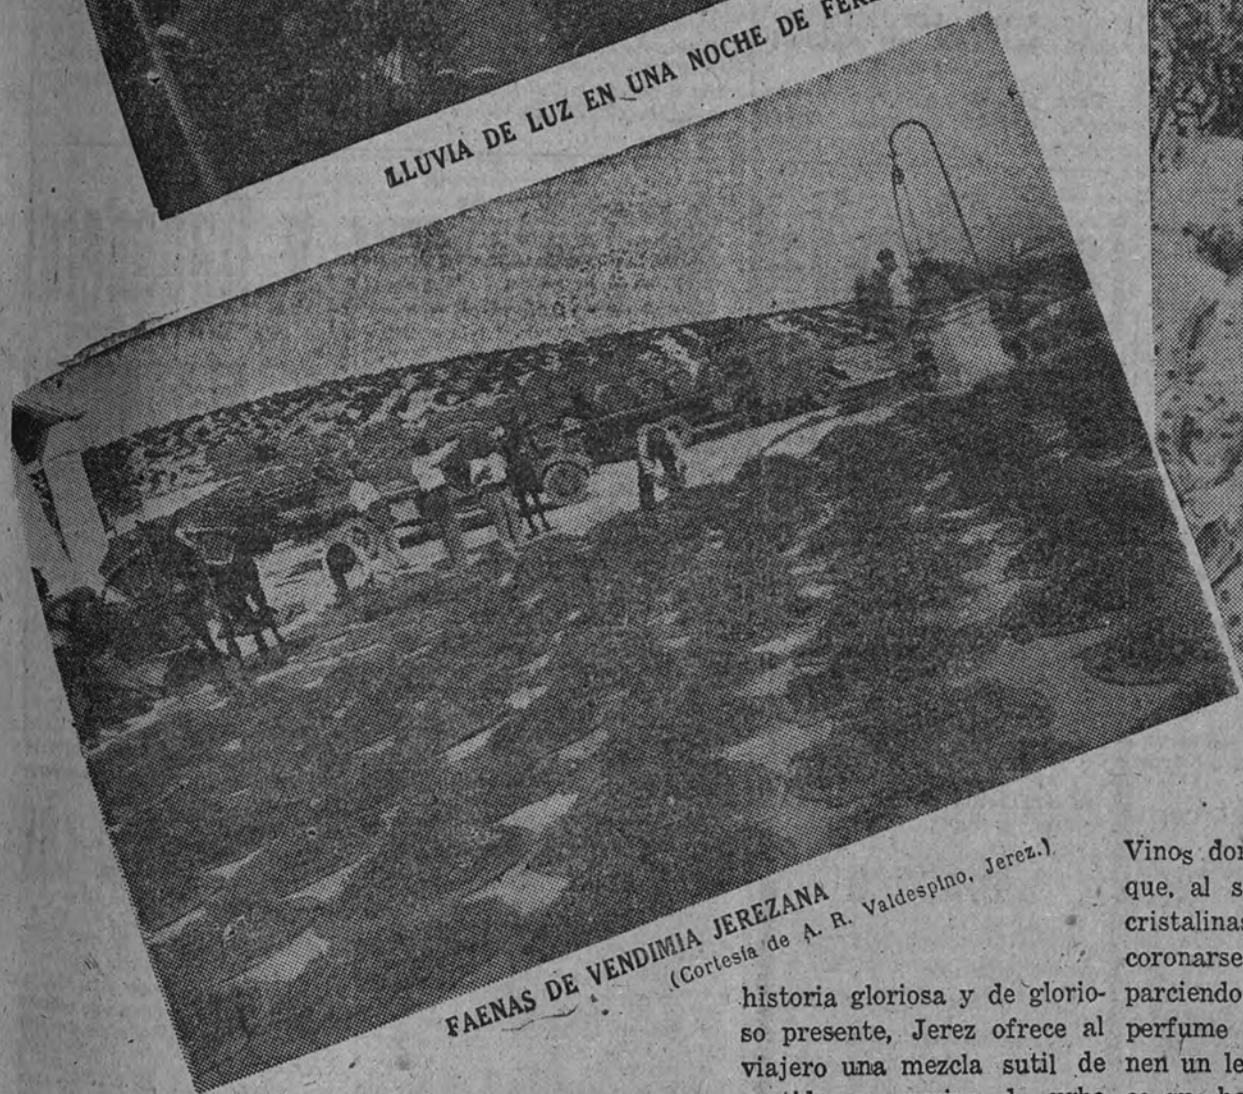 LLUVIA DE LUZ EN UNA NOCHE DE
FAENAS DE VENDIMIA JEREZANA
(Cortesía de A. R. Valdespino, Jerez.)
historia gloriosa y de glorio-
so presente, Jerez ofrece al
viajero una mezcla sutil de
Vinos
que, al
cristalinas
coronarse
parciendo
perfume
nen un